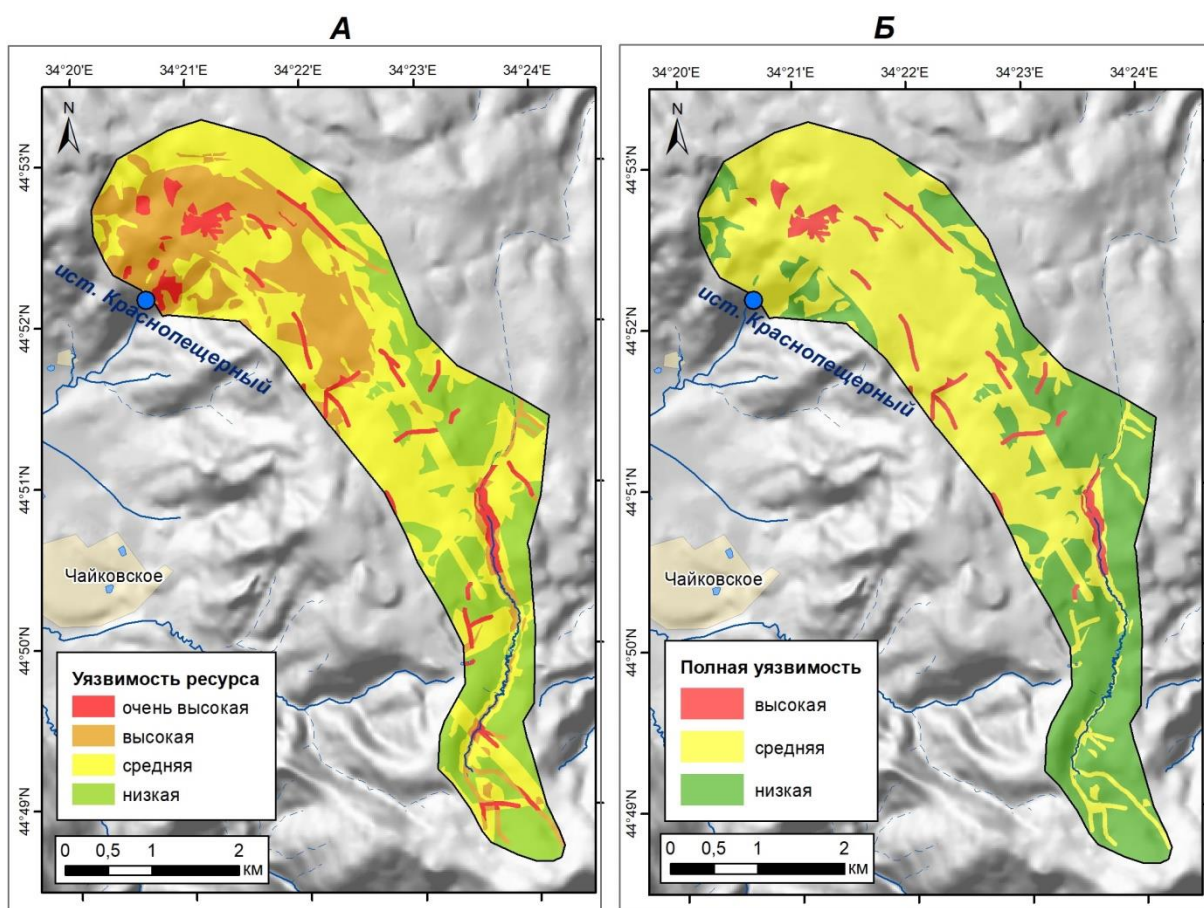 А
34°20'E 34°21'E 34°22'E 34°23'E 34°24'E
N
44°53'N
44°52'N
44°51'N
44°50'N
44°49'N
ист. Краснопещерный
Чайковское
Уязвимость ресурса
очень высокая
высокая
средняя
низкая
0 0,5 1 2
км
Б
34°20'E 34°21'E 34°22'E 34°23'E 34°24'E
N
44°53'N
44°52'N
44°51'N
44°50'N
44°49'N
ист. Краснопещерный
Чайковское
Полная уязвимость
высокая
средняя
низкая
0 0,5 1 2
км